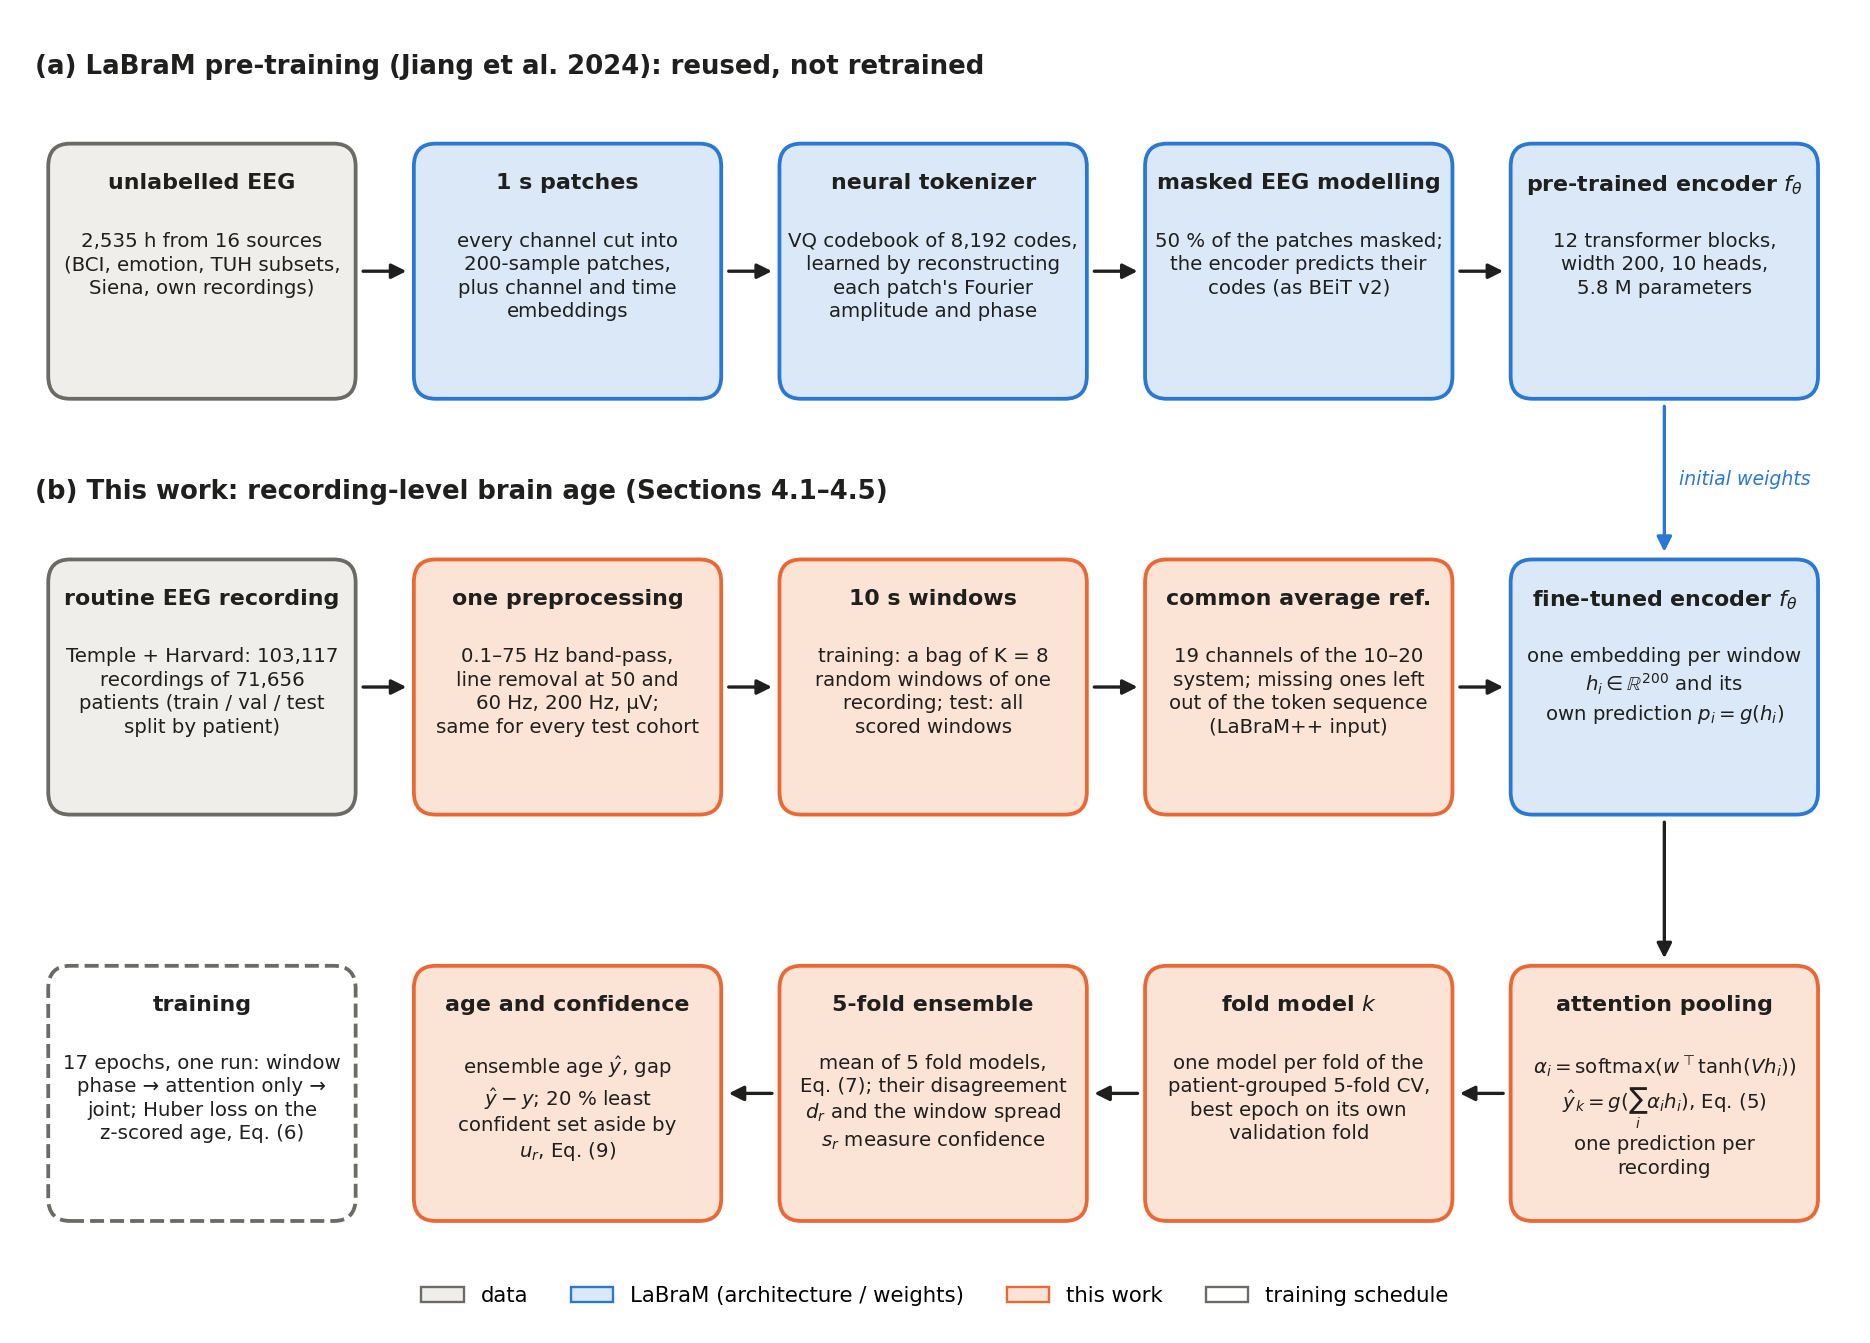 (a) LaBraM pre-training (Jiang et al. 2024): reused, not retrained
unlabelled EEG
2,535 h from 16 sources
(BCI, emotion, TUH subsets,
Siena, own recordings)
1 s patches
every channel cut into
200-sample patches,
plus channel and time
embeddings
neural tokenizer
VQ codebook of 8,192 codes,
learned by reconstructing
each patch's Fourier
amplitude and phase
masked EEG modelling
50 % of the patches masked;
the encoder predicts their
codes (as BEiT v2)
pre-trained encoder fθ
12 transformer blocks,
width 200, 10 heads,
5.8 M parameters
initial weights
(b) This work: recording-level brain age (Sections 4.1–4.5)
routine EEG recording
Temple + Harvard: 103,117
recordings of 71,656
patients (train / val / test
split by patient)
one preprocessing
0.1–75 Hz band-pass,
line removal at 50 and
60 Hz, 200 Hz, µV;
same for every test cohort
10 s windows
training: a bag of K = 8
random windows of one
recording; test: all
scored windows
common average ref.
19 channels of the 10–20
system; missing ones left
out of the token sequence
(LaBraM++ input)
fine-tuned encoder fθ
one embedding per window
hᵢ ∈ ℝ²⁰⁰ and its
own prediction pᵢ = g(hᵢ)
training
17 epochs, one run: window
phase → attention only →
joint; Huber loss on the
z-scored age, Eq. (6)
age and confidence
ensemble age ŷ, gap
ŷ − y; 20 % least
confident set aside by
uᵣ, Eq. (9)
5-fold ensemble
mean of 5 fold models,
Eq. (7); their disagreement
dᵣ and the window spread
sᵣ measure confidence
fold model k
one model per fold of the
patient-grouped 5-fold CV,
best epoch on its own
validation fold
attention pooling
αᵢ = softmax(w⊤tanh(Vhᵢ))
ŷₖ = g(∑ᵢ αᵢhᵢ), Eq. (5)
one prediction per
recording
data
LaBraM (architecture / weights)
this work
training schedule